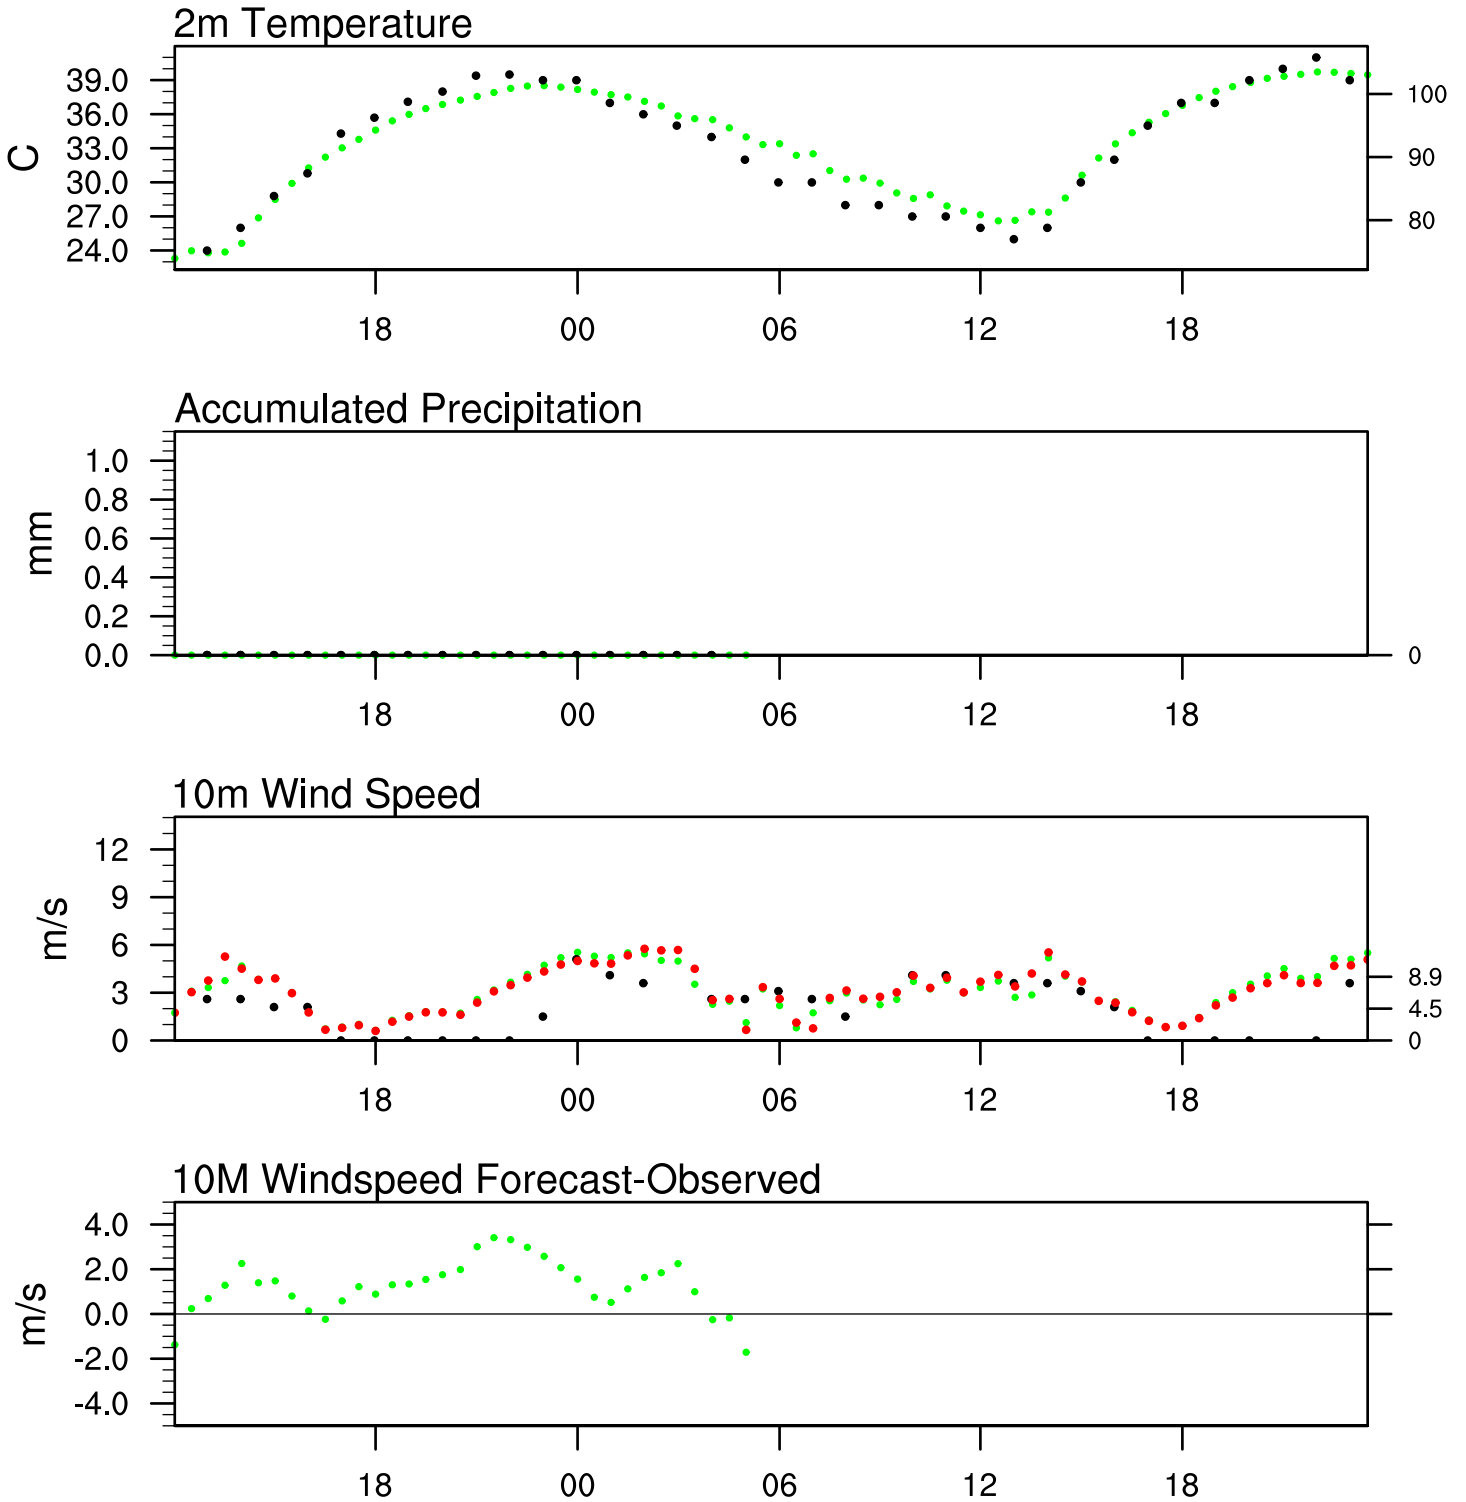 2m Temperature
C
39.0
36.0
33.0
30.0
27.0
24.0
100
90
80
18 00 06 12 18
Accumulated Precipitation
mm
1.0
0.8
0.6
0.4
0.2
0.0
0
18 00 06 12 18
10m Wind Speed
m/s
12
9
6
3
0
8.9
4.5
0
18 00 06 12 18
10M Windspeed Forecast-Observed
m/s
4.0
2.0
0.0
-2.0
-4.0
18 00 06 12 18